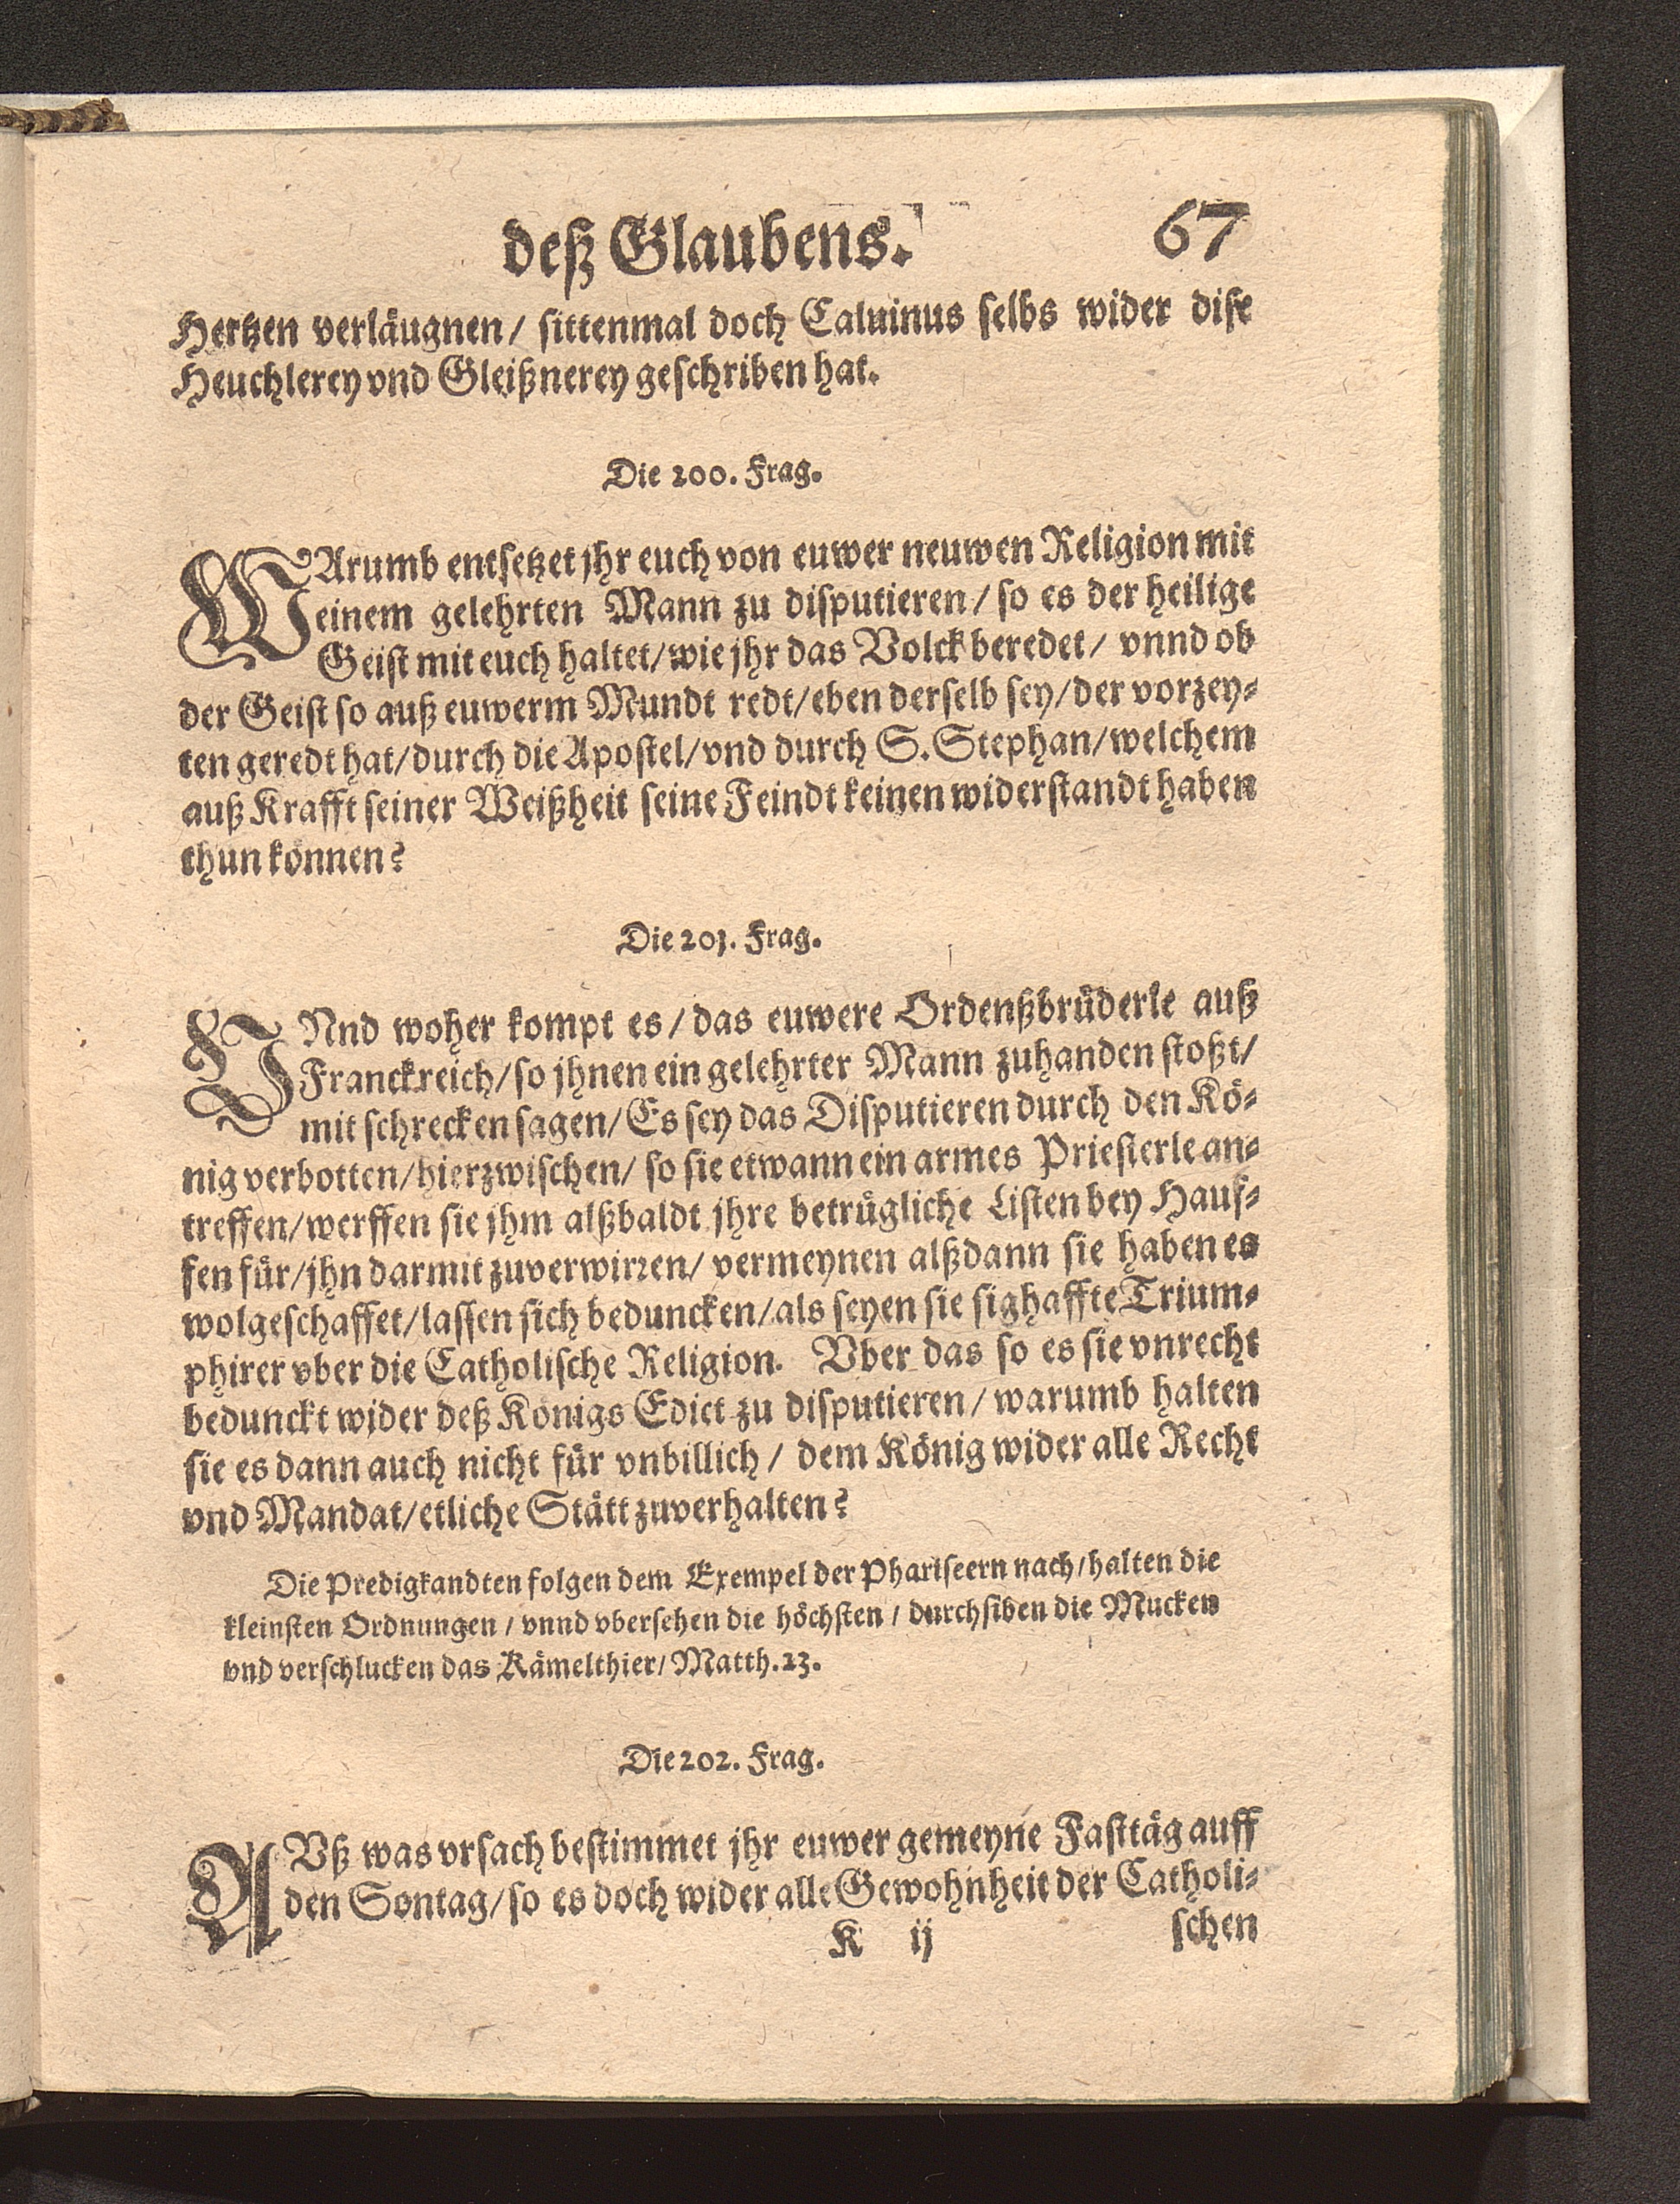 deß Glaubens. 67
Hertzen verläugnen/ sittenmal doch Caluinus selbs wider dise
Heuchlerey vnd Gleißnerey geschriben hat.
Die 200. Frag.
WArumb entsetzet jhr euch von euwer neuwen Religion mit
einem gelehrten Mann zu disputieren/ so es der heilige
Geist mit euch haltet/ wie jhr das Volck beredet/ vnnd ob
der Geist so auß euwerm Mundt redt/ eben derselb sey/ der vorzey-
ten geredt hat/ durch die Apostel/ vnd durch S. Stephan/ welchem
auß Krafft seiner Weißheit seine Feindt keinen widerstandt haben
thun können?
Die 201. Frag.
VNnd woher kompt es/ das euwere Ordenßbrüderle auß
Franckreich/ so jhnen ein gelehrter Mann zuhanden stoßt/
mit schrecken sagen/ Es sey das Disputieren durch den Kö-
nig verbotten/ hierzwischen/ so sie etwann ein armes Priesterle an-
treffen/ werffen sie jhm alßbaldt jhre betrügliche Listen bey Hauf-
fen für/ jhn darmit zuverwirren/ vermeynen alßdann sie haben es
wolgeschaffet/ lassen sich beduncken/ als seyen sie sighaffte Trium-
phirer vber die Catholische Religion. Vber das so es sie vnrecht
bedunckt wider deß Königs Edict zu disputieren/ warumb halten
sie es dann auch nicht für vnbillich/ dem König wider alle Recht
vnd Mandat/ etliche Stätt zuverhalten?
Die Predigkandten folgen dem Exempel der Phariseern nach/ halten die
kleinsten Ordnungen/ vnnd vbersehen die höchsten/ durchsiben die Mucken
vnd verschlucken das Kämelthier/ Matth. 23.
Die 202. Frag.
AVß was vrsach bestimmet jhr euwer gemeyne Fasttäg auff
den Sontag/ so es doch wider alle Gewohnheit der Catholi-
K ij schen